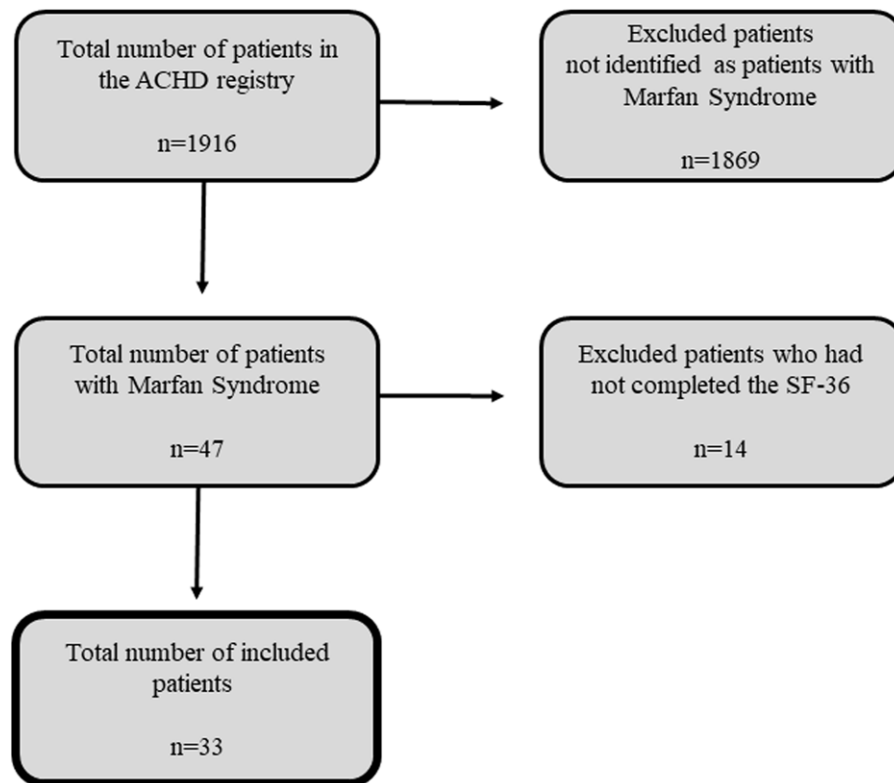 Total number of patients in
the ACHD registry
n=1916
Excluded patients
not identified as patients with
Marfan Syndrome
n=1869
Total number of patients
with Marfan Syndrome
n=47
Excluded patients who had
not completed the SF-36
n=14
Total number of included
patients
n=33